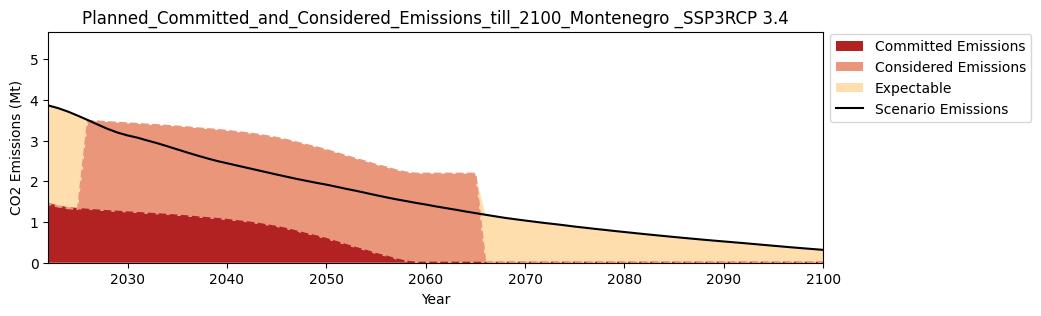 Planned_Committed_and_Considered_Emissions_till_2100_Montenegro _SSP3RCP 3.4
CO2 Emissions (Mt)
5
4
3
2
1
0
2030 2040 2050 2060 2070 2080 2090 2100
Year
Committed Emissions
Considered Emissions
Expectable
Scenario Emissions